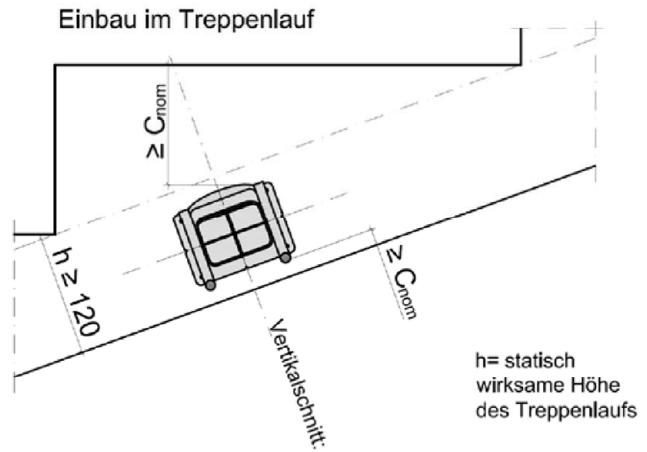 Einbau im Treppenlauf
≥ Cnom
h ≥ 120
≥ Cnom
Vertikalschnitt:
h= statisch
wirksame Höhe
des Treppenlaufs